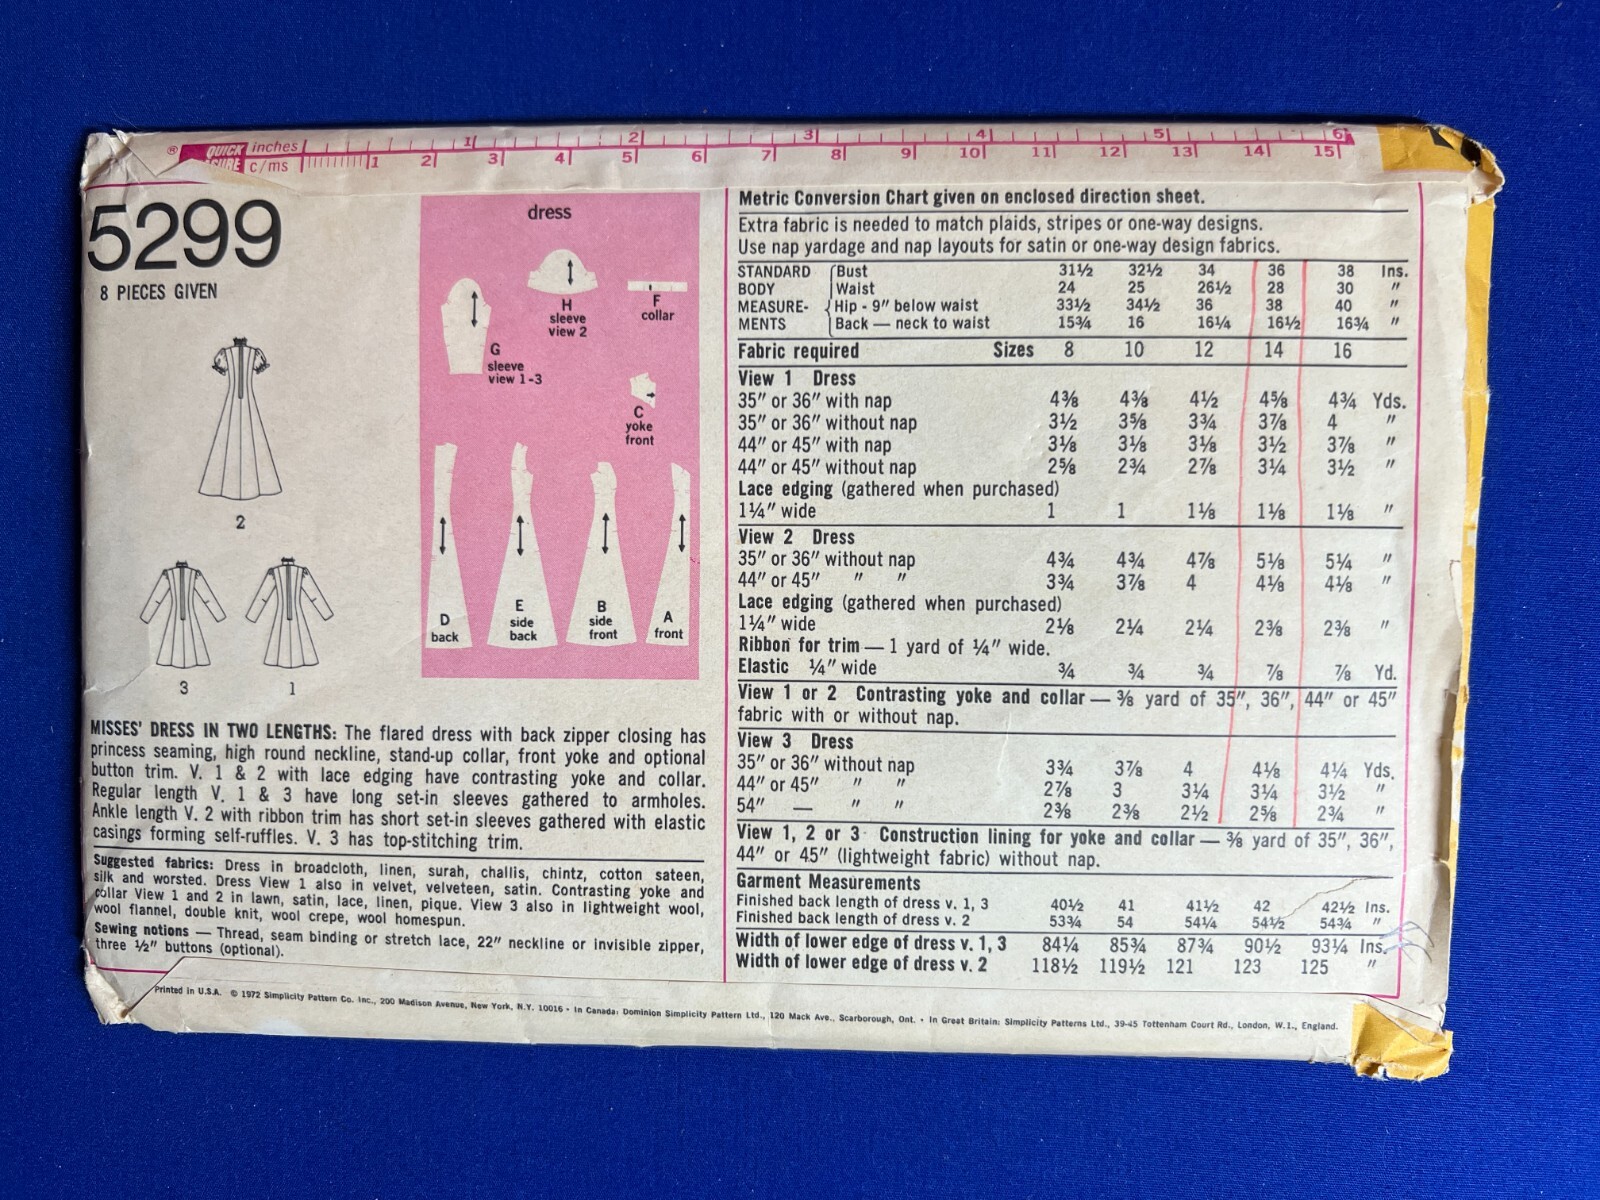 ® QUICK inches 1 2 3 4 5 6
c/ms 1 2 3 4 5 6 7 8 9 10 11 12 13 14 15
5299
8 PIECES GIVEN
2
3 1
dress
H
sleeve
view 2
F
collar
G
sleeve
view 1-3
C
yoke
front
D
back
E
side
back
B
side
front
A
front
MISSES' DRESS IN TWO LENGTHS: The flared dress with back zipper closing has
princess seaming, high round neckline, stand-up collar, front yoke and optional
button trim. V. 1 & 2 with lace edging have contrasting yoke and collar.
Regular length V. 1 & 3 have long set-in sleeves gathered to armholes.
Ankle length V. 2 with ribbon trim has short set-in sleeves gathered with elastic
casings forming self-ruffles. V. 3 has top-stitching trim.
Suggested fabrics: Dress in broadcloth, linen, surah, challis, chintz, cotton sateen,
silk and worsted. Dress View 1 also in velvet, velveteen, satin. Contrasting yoke and
collar View 1 and 2 in lawn, satin, lace, linen, pique. View 3 also in lightweight wool,
wool flannel, double knit, wool crepe, wool homespun.
Sewing notions — Thread, seam binding or stretch lace, 22″ neckline or invisible zipper,
three ½″ buttons (optional).
Metric Conversion Chart given on enclosed direction sheet.
Extra fabric is needed to match plaids, stripes or one-way designs.
Use nap yardage and nap layouts for satin or one-way design fabrics.
STANDARD Bust 31½ 32½ 34 36 38 Ins.
BODY Waist 24 25 26½ 28 30 ″
MEASURE- Hip - 9″ below waist 33½ 34½ 36 38 40 ″
MENTS Back — neck to waist 15¾ 16 16¼ 16½ 16¾ ″
Fabric required Sizes 8 10 12 14 16
View 1 Dress
35″ or 36″ with nap 4⅜ 4⅜ 4½ 4⅝ 4¾ Yds.
35″ or 36″ without nap 3½ 3⅝ 3¾ 3⅞ 4 ″
44″ or 45″ with nap 3⅛ 3⅛ 3⅛ 3½ 3⅞ ″
44″ or 45″ without nap 2⅝ 2¾ 2⅞ 3¼ 3½ ″
Lace edging (gathered when purchased)
1¼″ wide 1 1 1⅛ 1⅛ 1⅛ ″
View 2 Dress
35″ or 36″ without nap 4¾ 4¾ 4⅞ 5⅛ 5¼ ″
44″ or 45″ ″ ″ 3¾ 3⅞ 4 4⅛ 4⅛ ″
Lace edging (gathered when purchased)
1¼″ wide 2⅛ 2¼ 2¼ 2⅜ 2⅜ ″
Ribbon for trim — 1 yard of ¼″ wide.
Elastic ¼″ wide ¾ ¾ ¾ ⅞ ⅞ Yd.
View 1 or 2 Contrasting yoke and collar — ⅜ yard of 35″, 36″, 44″ or 45″
fabric with or without nap.
View 3 Dress
35″ or 36″ without nap 3¾ 3⅞ 4 4⅛ 4¼ Yds.
44″ or 45″ ″ ″ 2⅞ 3 3¼ 3¼ 3½ ″
54″ — ″ ″ 2⅜ 2⅜ 2½ 2⅝ 2¾ ″
View 1, 2 or 3 Construction lining for yoke and collar — ⅜ yard of 35″, 36″,
44″ or 45″ (lightweight fabric) without nap.
Garment Measurements
Finished back length of dress v. 1, 3 40½ 41 41½ 42 42½ Ins.
Finished back length of dress v. 2 53¾ 54 54¼ 54½ 54¾ ″
Width of lower edge of dress v. 1, 3 84¼ 85¾ 87¾ 90½ 93¼ Ins.
Width of lower edge of dress v. 2 118½ 119½ 121 123 125 ″
Printed in U.S.A. © 1972 Simplicity Pattern Co. Inc., 200 Madison Avenue, New York, N.Y. 10016 • In Canada: Dominion Simplicity Pattern Ltd., 120 Mack Ave., Scarborough, Ont. • In Great Britain: Simplicity Patterns Ltd., 39-45 Tottenham Court Rd., London, W.1., England.